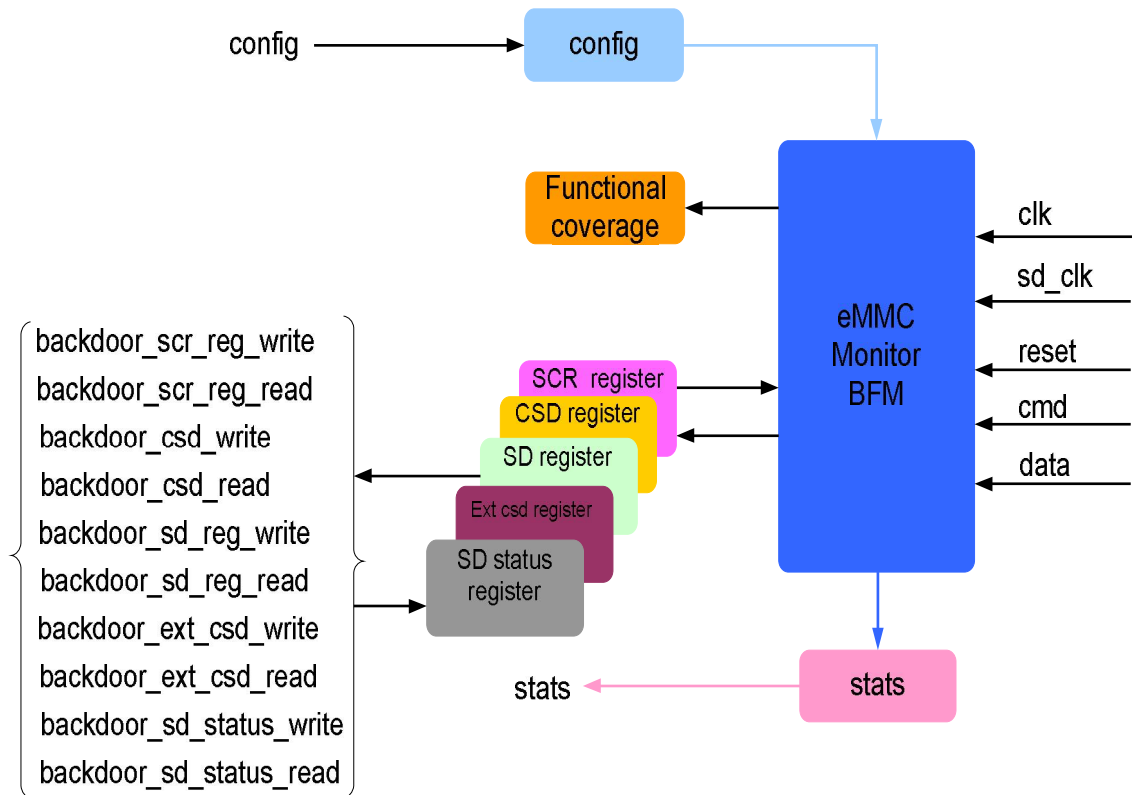 config
config
Functional
coverage
clk
sd_clk
reset
cmd
data
eMMC
Monitor
BFM
backdoor_scr_reg_write
backdoor_scr_reg_read
backdoor_csd_write
backdoor_csd_read
backdoor_sd_reg_write
backdoor_sd_reg_read
backdoor_ext_csd_write
backdoor_ext_csd_read
backdoor_sd_status_write
backdoor_sd_status_read
SCR register
CSD register
SD register
Ext csd register
SD status
register
stats
stats